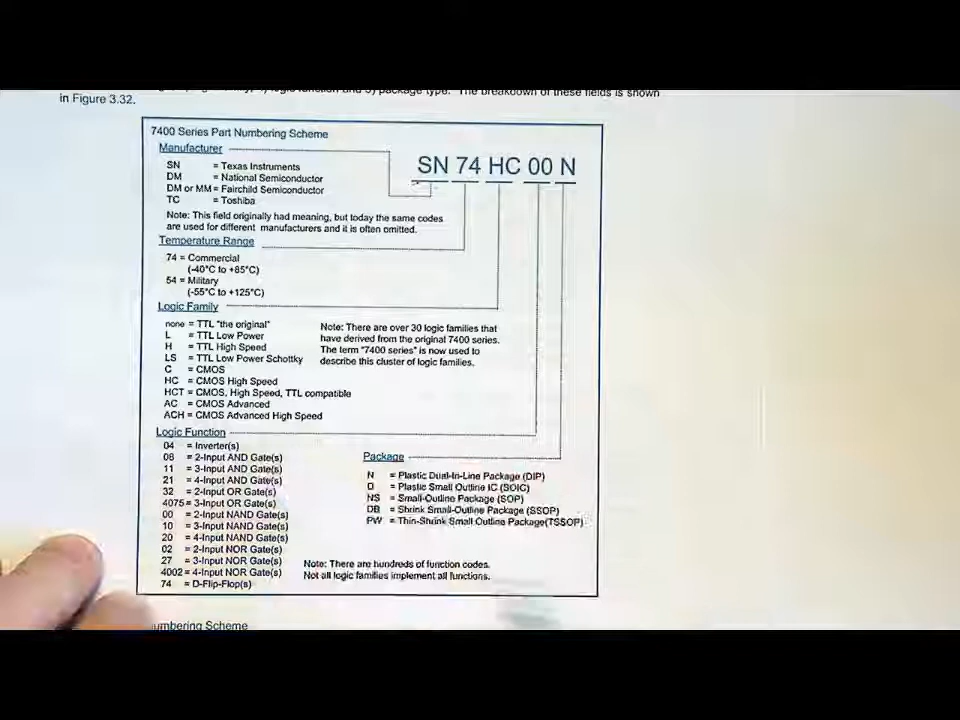 in Figure 3.32.
The breakdown of these fields is shown
7400 Series Part Numbering Scheme
Manufacturer
SN = Texas Instruments
DM = National Semiconductor
DM or MM = Fairchild Semiconductor
TC = Toshiba
Note: This field originally had meaning, but today the same codes
are used for different manufacturers and it is often omitted.
SN 74 HC 00 N
Temperature Range
74 = Commercial
(-40°C to +85°C)
54 = Military
(-55°C to +125°C)
Logic Family
none = TTL "the original"
L = TTL Low Power
H = TTL High Speed
LS = TTL Low Power Schottky
C = CMOS
HC = CMOS High Speed
HCT = CMOS, High Speed, TTL compatible
AC = CMOS Advanced
ACH = CMOS Advanced High Speed
Note: There are over 30 logic families that
have derived from the original 7400 series.
The term "7400 series" is now used to
describe this cluster of logic families.
Logic Function
04 = Inverter(s)
08 = 2-Input AND Gate(s)
11 = 3-Input AND Gate(s)
21 = 4-Input AND Gate(s)
32 = 2-Input OR Gate(s)
4075 = 3-Input OR Gate(s)
00 = 2-Input NAND Gate(s)
10 = 3-Input NAND Gate(s)
20 = 4-Input NAND Gate(s)
02 = 2-Input NOR Gate(s)
27 = 3-Input NOR Gate(s)
4002 = 4-Input NOR Gate(s)
74 = D-Flip-Flop(s)
Package
N = Plastic Dual-In-Line Package (DIP)
D = Plastic Small Outline IC (SOIC)
NS = Small-Outline Package (SOP)
DB = Shrink Small-Outline Package (SSOP)
PW = Thin-Shrink Small Outline Package(TSSOP)
Note: There are hundreds of function codes.
Not all logic families implement all functions.
umbering Scheme